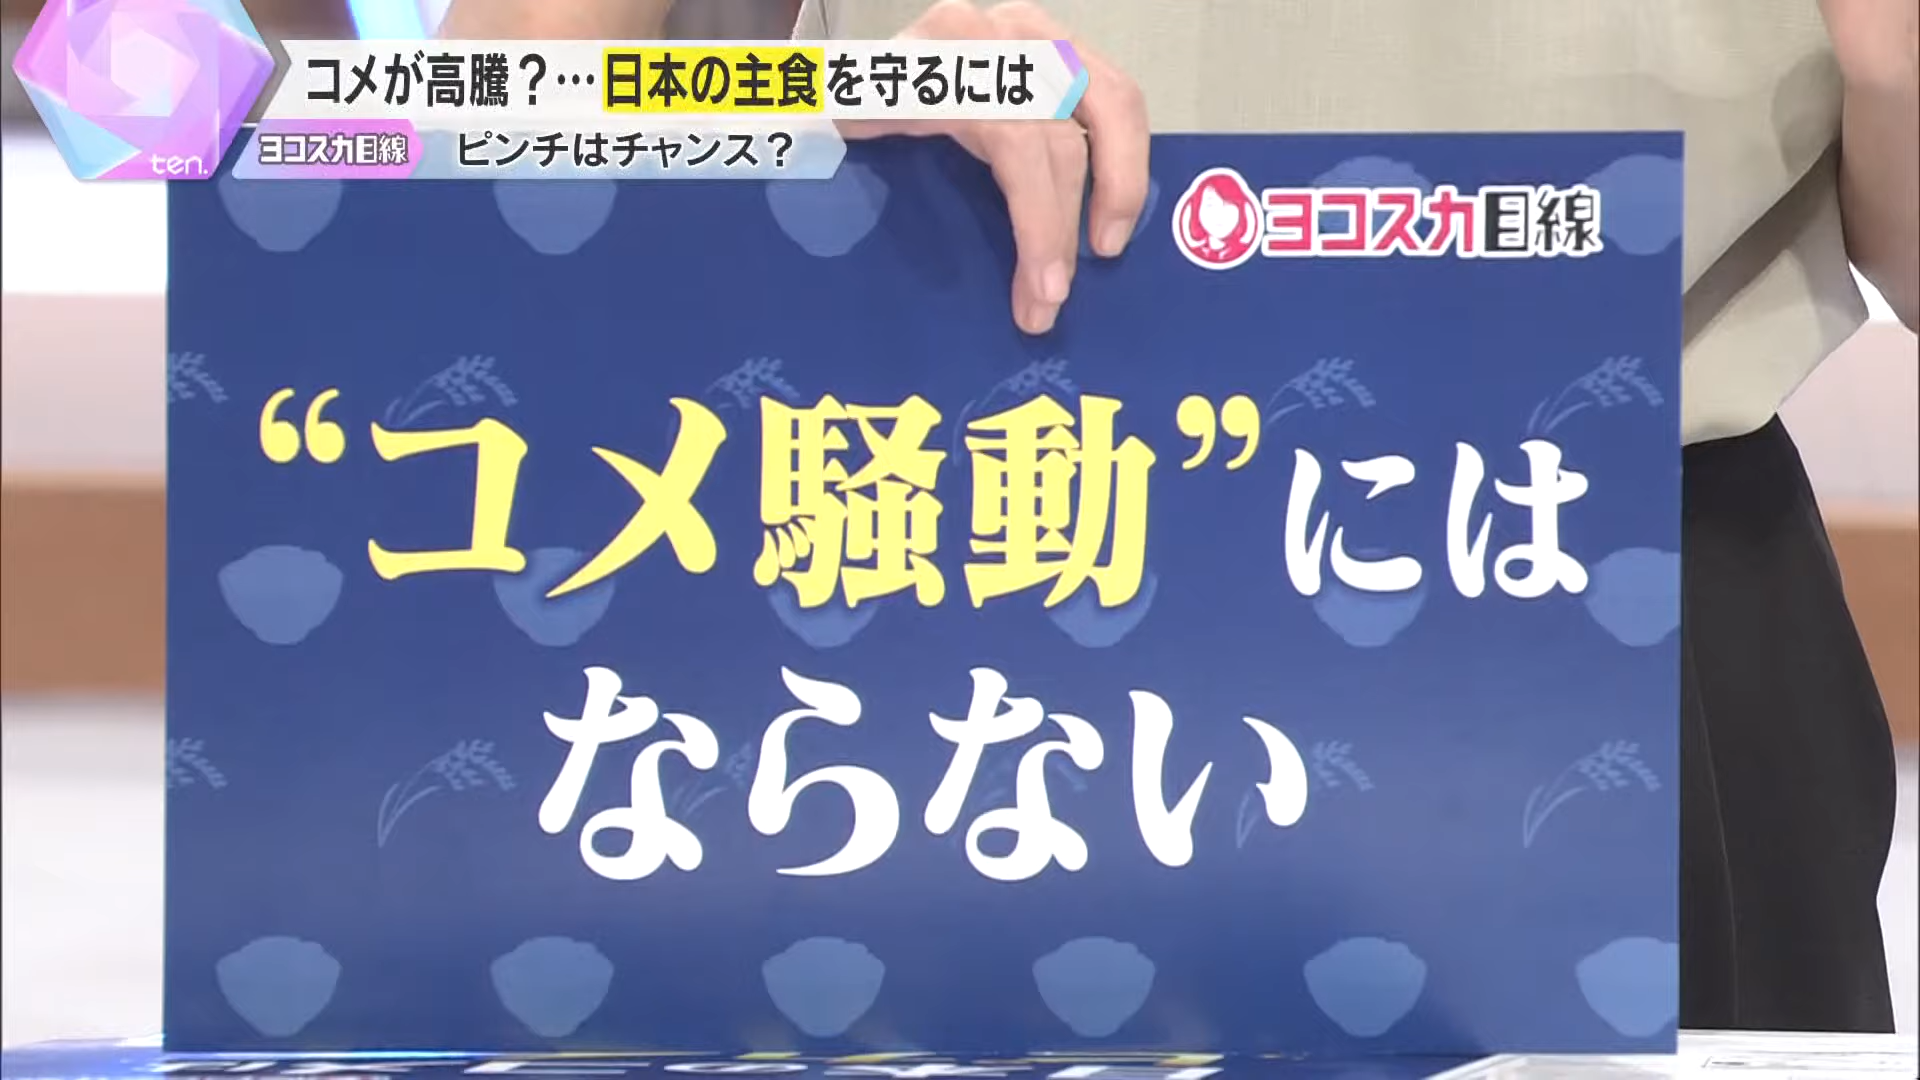 コメが高騰？…日本の主食を守るには
ten.
ヨコスカ目線
ピンチはチャンス？
ヨコスカ目線
“コメ騒動”には
ならない